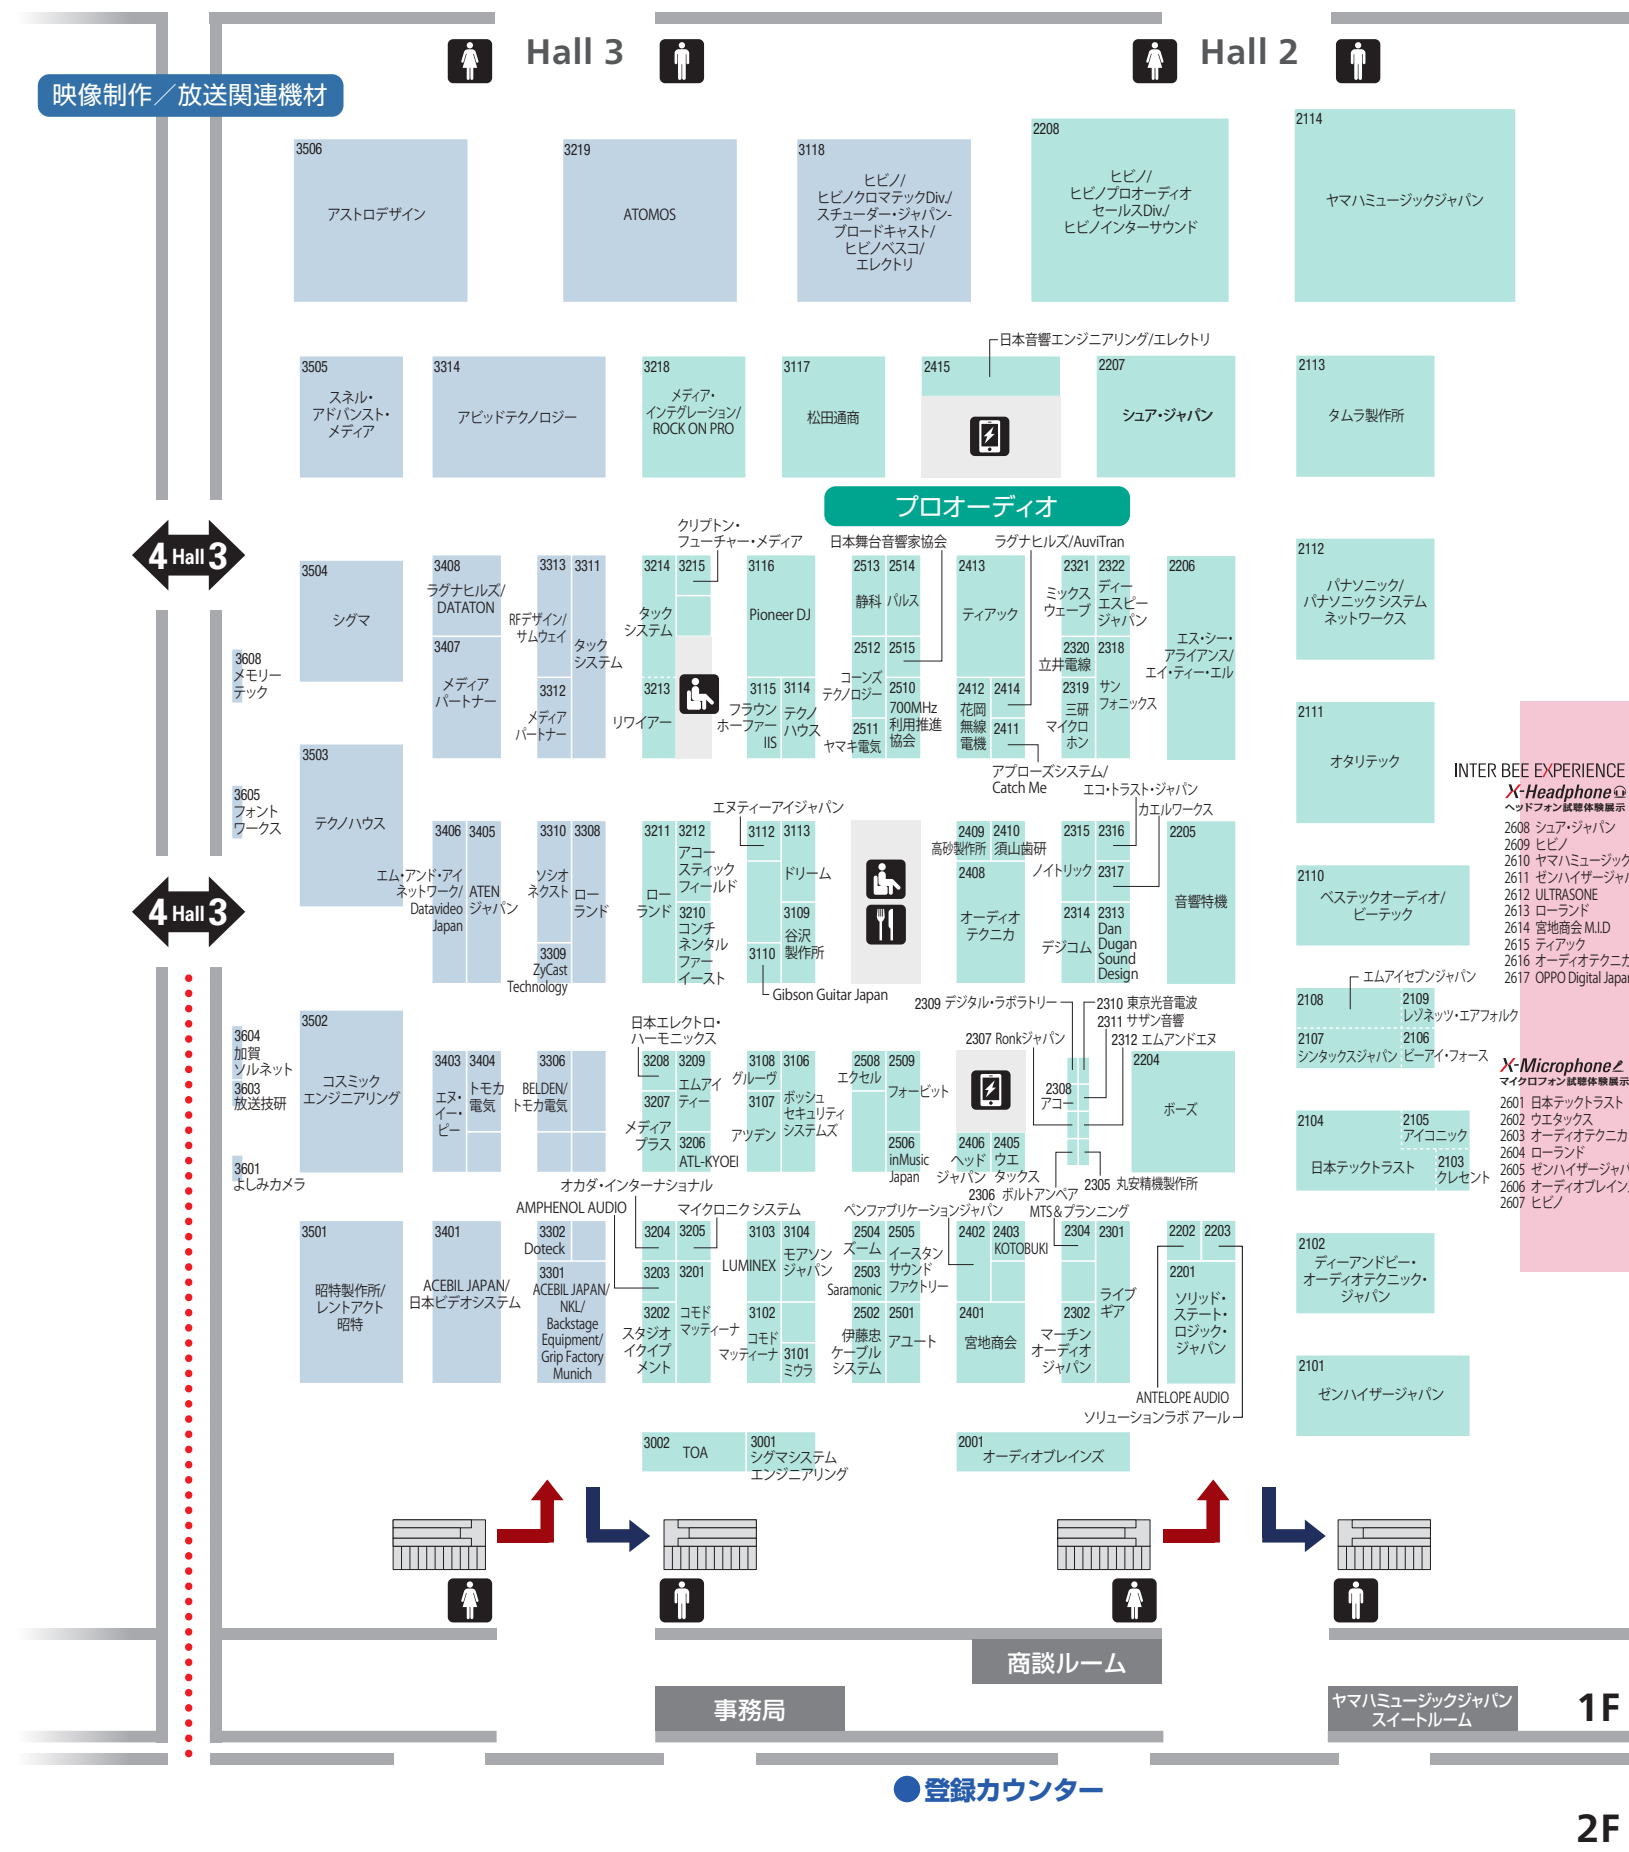 Hall 3
Hall 2
映像制作／放送関連機材
3506
アストロデザイン
3219
ATOMOS
3118
ヒビノ/
ヒビノクロマテックDiv./
スチューダー・ジャパン-
ブロードキャスト/
ヒビノベスコ/
エレクトリ
2208
ヒビノ/
ヒビノプロオーディオ
セールスDiv./
ヒビノインターサウンド
2114
ヤマハミュージックジャパン
3505
スネル・
アドバンスト・
メディア
3314
アビッドテクノロジー
3218
メディア・
インテグレーション/
ROCK ON PRO
3117
松田通商
日本音響エンジニアリング/エレクトリ
2415
2207
シュア・ジャパン
2113
タムラ製作所
プロオーディオ
4 Hall 3
3504
シグマ
3408
ラグナヒルズ/
DATATON
3407
メディア
パートナー
3313
RFデザイン/
サムウェイ
3312
メディア
パートナー
3311
タック
システム
3214
タック
システム
3213
リワイアー
クリプトン・
フューチャー・メディア
3215
3116
Pioneer DJ
3115
フラウン
ホーファー
IIS
3114
テクノ
ハウス
日本舞台音響家協会
2513
静科
2514
パルス
2512
コーンズ
テクノロジー
2515
2510
700MHz
利用推進
協会
2511
ヤマキ電気
ラグナヒルズ/AuviTran
2413
ティアック
2412
花岡
無線
電機
2414
2411
アプローズシステム/
Catch Me
2321
ミックス
ウェーブ
2322
ディー
エスピー
ジャパン
2320
立井電線
2318
サン
フォニックス
2319
三研
マイクロ
ホン
2206
エス・シー・
アライアンス/
エイ・ティー・エル
2112
パナソニック/
パナソニック システム
ネットワークス
3608
メモリー
テック
3503
テクノハウス
3605
フォント
ワークス
2111
オタリテック
4 Hall 3
3406
エム・アンド・アイ
ネットワーク/
Datavideo
Japan
3405
ATEN
ジャパン
3310
ソシオ
ネクスト
3308
ローランド
3309
ZyCast
Technology
3211
ローランド
3212
アコー
スティック
フィールド
3210
コンチ
ネンタル
ファー
イースト
エヌティーアイジャパン
3112
3113
ドリーム
3109
谷沢
製作所
3110
Gibson Guitar Japan
2409
高砂製作所
2410
須山歯研
2408
オーディオ
テクニカ
エコ・トラスト・ジャパン
カエルワークス
2315
ノイトリック
2316
2317
2314
デジコム
2313
Dan
Dugan
Sound
Design
2205
音響特機
2110
ベステックオーディオ/
ビーテック
INTER BEE EXPERIENCE
X-Headphone
ヘッドフォン試聴体験展示
2608 シュア・ジャパン
2609 ヒビノ
2610 ヤマハミュージック
2611 ゼンハイザージャパ
2612 ULTRASONE
2613 ローランド
2614 宮地商会 M.I.D
2615 ティアック
2616 オーディオテクニカ
2617 OPPO Digital Japan
エムアイセブンジャパン
2108
2109
レゾネッツ・エアフォルク
2107
シンタックスジャパン
2106
ビーアイ・フォース
3604
加賀
ソルネット
3603
放送技研
3601
よしみカメラ
3502
コスミック
エンジニアリング
3403
エヌ・
イー・
ピー
3404
トモカ
電気
3306
BELDEN/
トモカ電気
日本エレクトロ・
ハーモニックス
3208
3209
エムアイ
ティー
3207
メディア
プラス
3206
ATL-KYOEI
3108
グルーヴ
3107
アツデン
3106
ボッシュ
セキュリティ
システムズ
2508
エクセル
2509
フォービット
2506
inMusic
Japan
2309 デジタル・ラボラトリー
2310 東京光音電波
2311 サザン音響
2307 Ronkジャパン
2312 エムアンドエヌ
2308
アコー
2406
ヘッド
ジャパン
2405
ウエ
タックス
2306 ボルトアンペア
2305 丸安精機製作所
2204
ボーズ
X-Microphone
マイクロフォン試聴体験展示
2601 日本テックトラスト
2602 ウエタックス
2603 オーディオテクニカ
2604 ローランド
2605 ゼンハイザージャパ
2606 オーディオブレイン
2607 ヒビノ
2104
日本テックトラスト
2105
アイコニック
2103
クレセント
オカダ・インターナショナル
AMPHENOL AUDIO
マイクロニク システム
3501
昭特製作所/
レントアクト
昭特
3401
ACEBIL JAPAN/
日本ビデオシステム
3302
Doteck
3301
ACEBIL JAPAN/
NKL/
Backstage
Equipment/
Grip Factory
Munich
3204
3205
3203
3201
コモド
マッティーナ
3202
スタジオ
イクイプ
メント
3103
LUMINEX
3104
モアソン
ジャパン
3102
コモド
マッティーナ
3101
ミウラ
ペンファブリケーションジャパン
2504
ズーム
2505
イースタン
サウンド
ファクトリー
2503
Saramonic
2502
伊藤忠
ケーブル
システム
2501
アユート
2402
2403
KOTOBUKI
2401
宮地商会
MTS&プランニング
2304
2301
ライブ
ギア
2302
マーチン
オーディオ
ジャパン
2202
2203
2201
ソリッド・
ステート・
ロジック・
ジャパン
ANTELOPE AUDIO
ソリューションラボ アール
2102
ディーアンドビー・
オーディオテクニック・
ジャパン
2101
ゼンハイザージャパン
3002
TOA
3001
シグマシステム
エンジニアリング
2001
オーディオブレインズ
商談ルーム
事務局
ヤマハミュージックジャパン
スイートルーム
1F
登録カウンター
2F